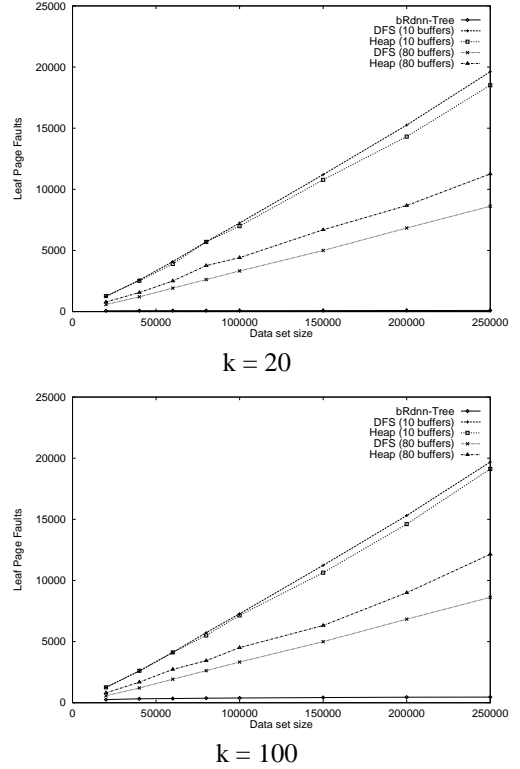 25000
20000
15000
10000
5000
0
Leaf Page Faults
bRdnn-Tree
DFS (10 buffers)
Heap (10 buffers)
DFS (80 buffers)
Heap (80 buffers)
0 50000 100000 150000 200000 250000
Data set size
k = 20
25000
20000
15000
10000
5000
0
Leaf Page Faults
bRdnn-Tree
DFS (10 buffers)
Heap (10 buffers)
DFS (80 buffers)
Heap (80 buffers)
0 50000 100000 150000 200000 250000
Data set size
k = 100